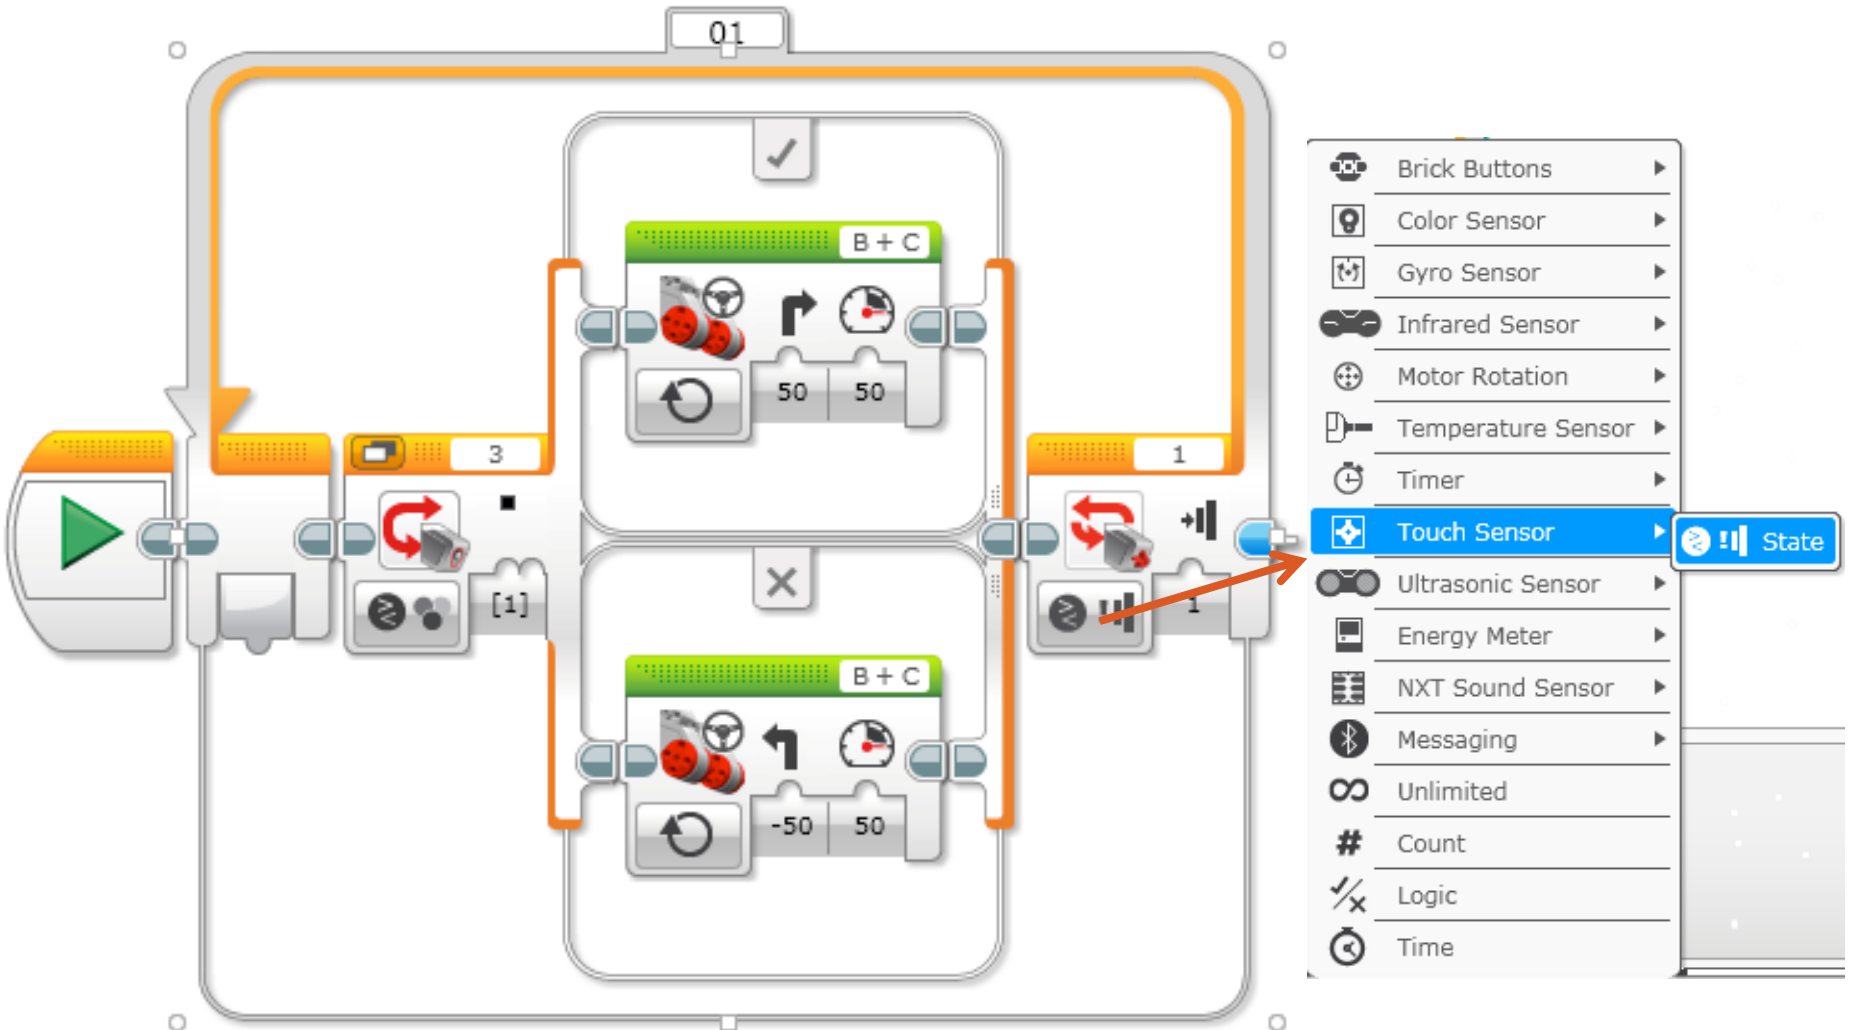 01
B + C
50 50
3
[1]
B + C
-50 50
1
1
Brick Buttons
Color Sensor
Gyro Sensor
Infrared Sensor
Motor Rotation
Temperature Sensor
Timer
Touch Sensor
State
Ultrasonic Sensor
Energy Meter
NXT Sound Sensor
Messaging
Unlimited
# Count
Logic
Time